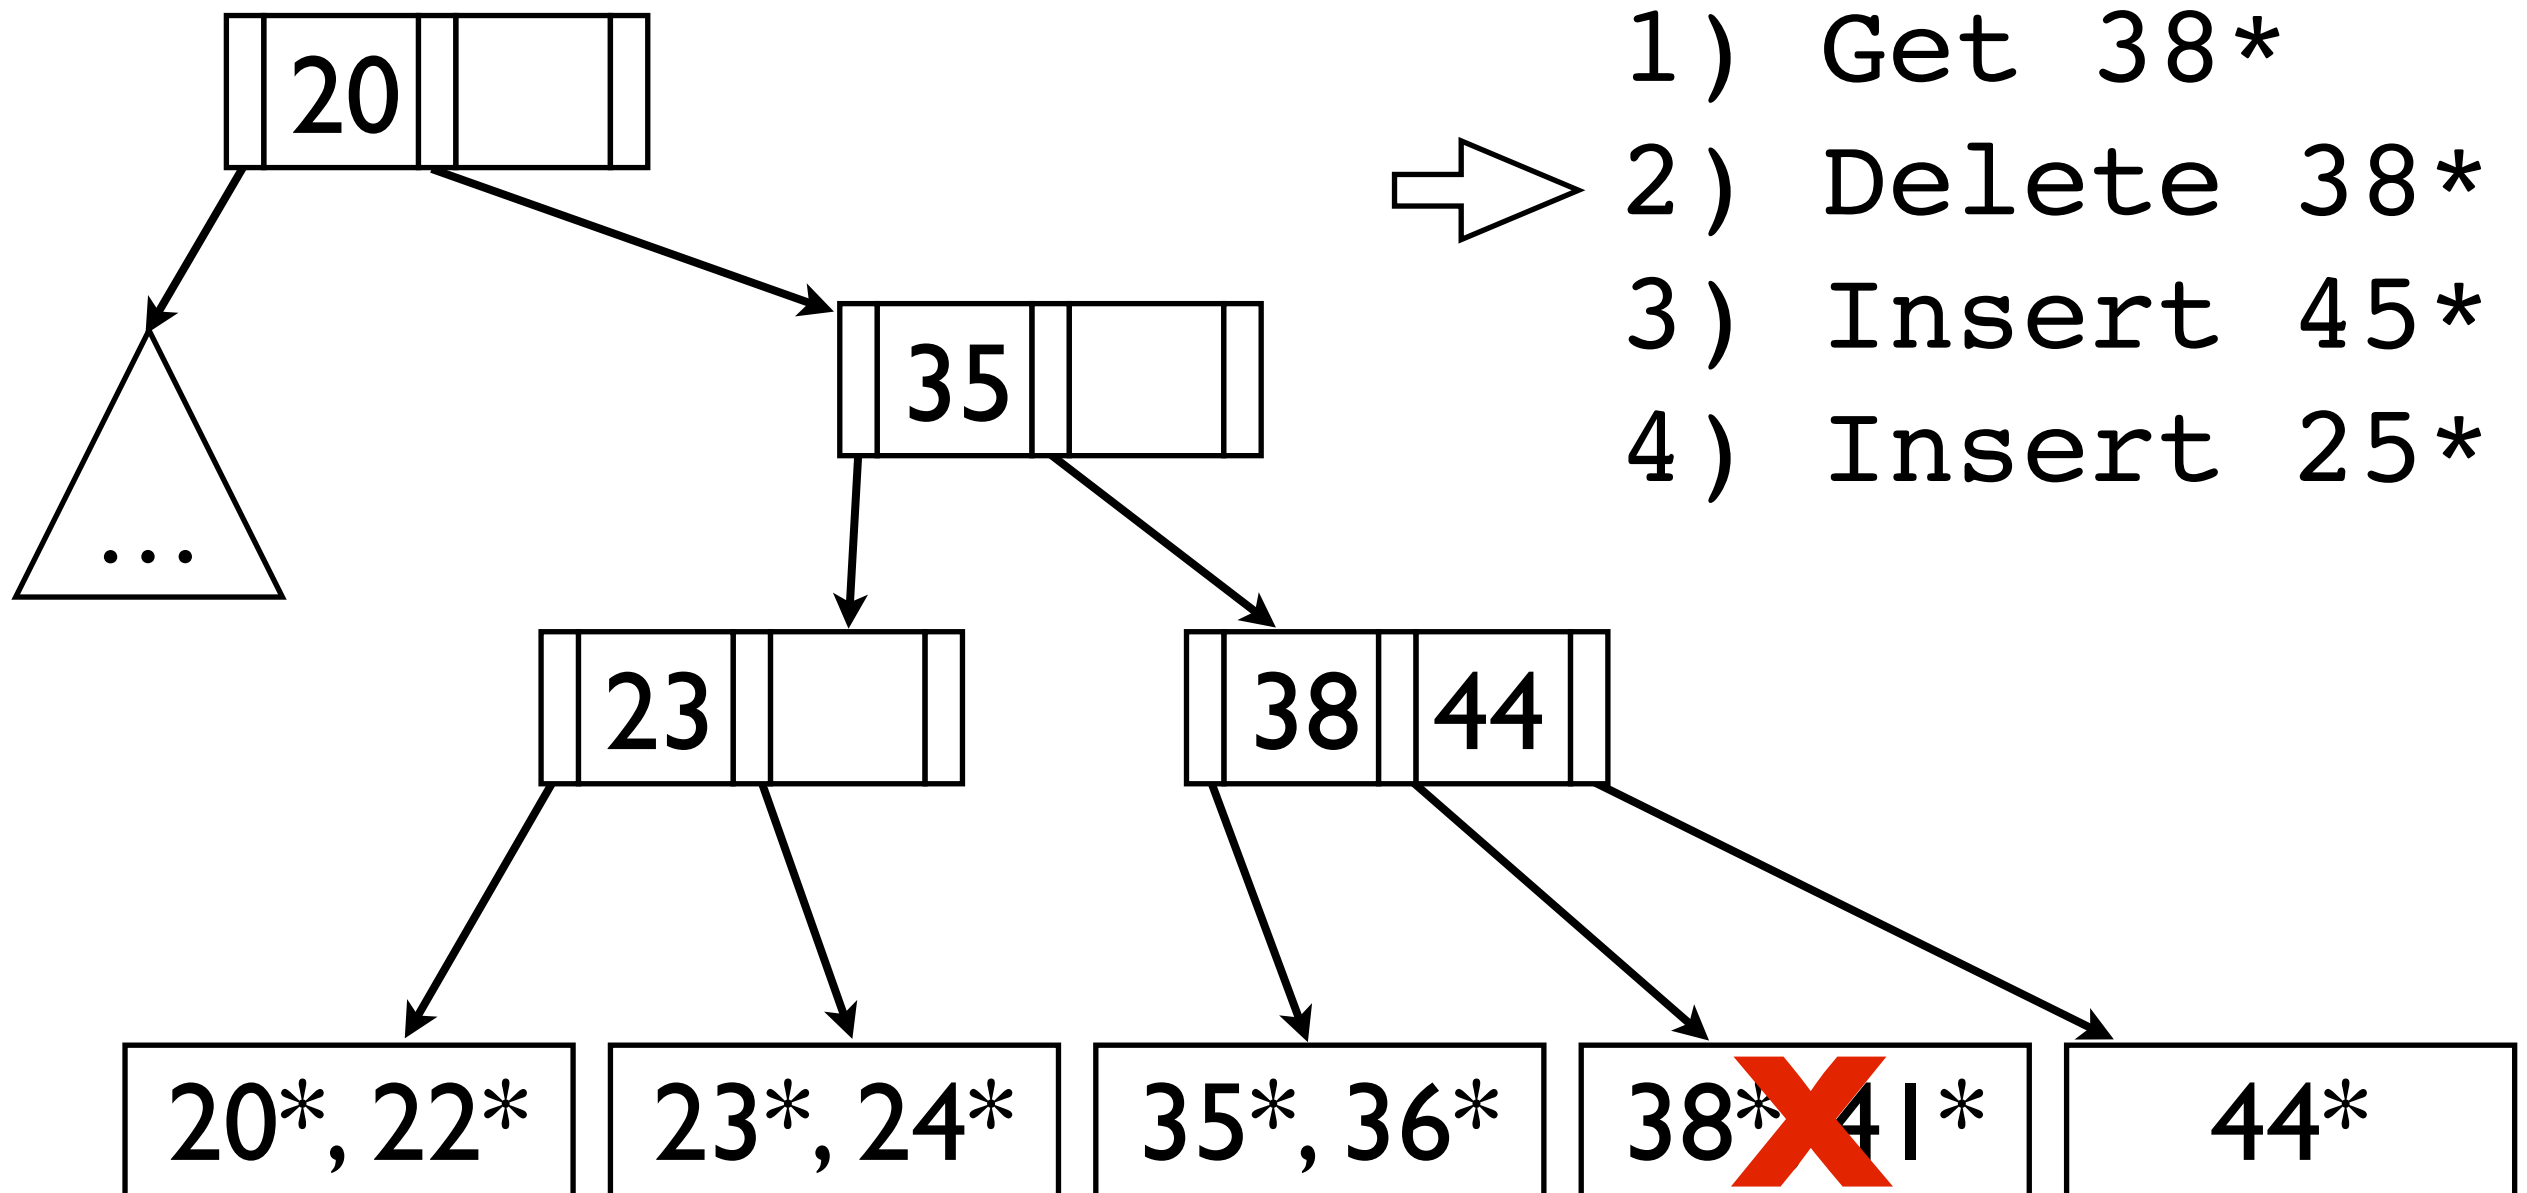 1) Get 38*
2) Delete 38*
3) Insert 45*
4) Insert 25*
20
35
23
38 44
20*, 22*
23*, 24*
35*, 36*
38* X 41*
44*
...